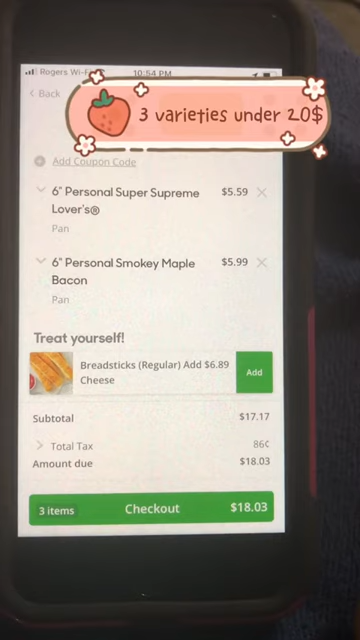 Rogers Wi-Fi
10:54 PM
Back
3 varieties under 20$
Add Coupon Code
6" Personal Super Supreme
Lover's®
$5.59
Pan
6" Personal Smokey Maple
Bacon
$5.99
Pan
Treat yourself!
Breadsticks (Regular) Add $6.89
Cheese
Add
Subtotal $17.17
Total Tax 86¢
Amount due $18.03
3 items Checkout $18.03